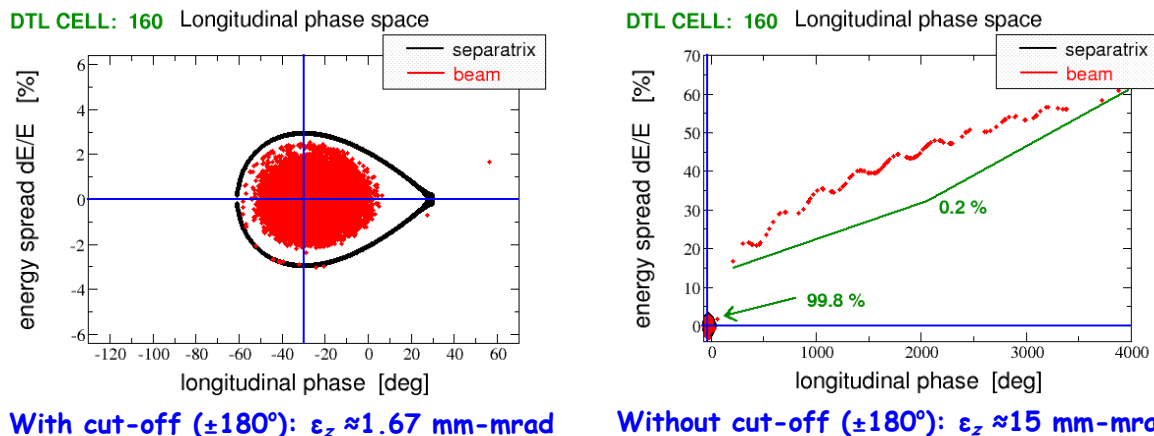 DTL CELL: 160 Longitudinal phase space
separatrix
beam
energy spread dE/E [%]
6
4
2
0
-2
-4
-6
-120 -100 -80 -60 -40 -20 0 20 40 60
longitudinal phase [deg]
With cut-off (±180°): εz ≈1.67 mm-mrad
DTL CELL: 160 Longitudinal phase space
separatrix
beam
energy spread dE/E [%]
70
60
50
40
30
20
10
0
0.2 %
99.8 %
0 1000 2000 3000 4000
longitudinal phase [deg]
Without cut-off (±180°): εz ≈15 mm-mra